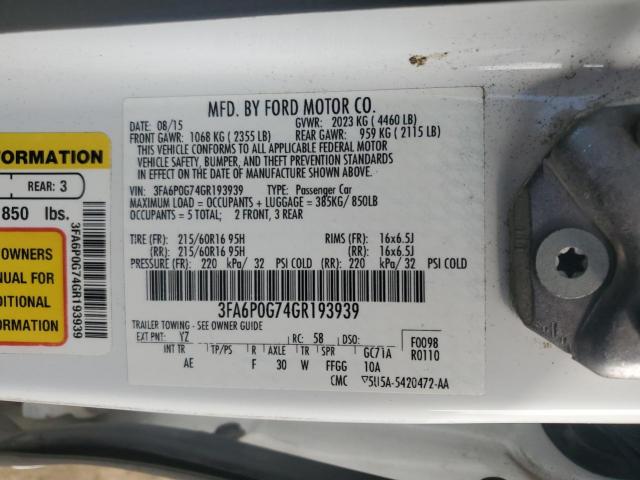 MFD. BY FORD MOTOR CO.
DATE: 08/15 GVWR: 2023 KG ( 4460 LB)
FRONT GAWR: 1068 KG ( 2355 LB) REAR GAWR: 959 KG ( 2115 LB)
THIS VEHICLE CONFORMS TO ALL APPLICABLE FEDERAL MOTOR
VEHICLE SAFETY, BUMPER, AND THEFT PREVENTION STANDARDS
IN EFFECT ON THE DATE OF MANUFACTURE SHOWN ABOVE.
VIN: 3FA6P0G74GR193939 TYPE: Passenger Car
MAXIMUM LOAD = OCCUPANTS + LUGGAGE = 385KG/ 850LB
OCCUPANTS = 5 TOTAL; 2 FRONT, 3 REAR
TIRE (FR): 215/60R16 95H RIMS (FR): 16x6.5J
(RR): 215/60R16 95H (RR): 16x6.5J
PRESSURE (FR): 220 kPa/ 32 PSI COLD (RR): 220 kPa/ 32 PSI COLD
3FA6P0G74GR193939
TRAILER TOWING - SEE OWNER GUIDE
EXT PNT: YZ RC: 58 F0098
INT TR R AXLE TR SPR GC71A R0110
AE F 30 W FFGG 10A
CMC ▽5U5A-5420472-AA
FORMATION
REAR: 3
850 lbs.
OWNERS
NUAL FOR
DITIONAL
ORMATION
3FA6P0G74GR193939